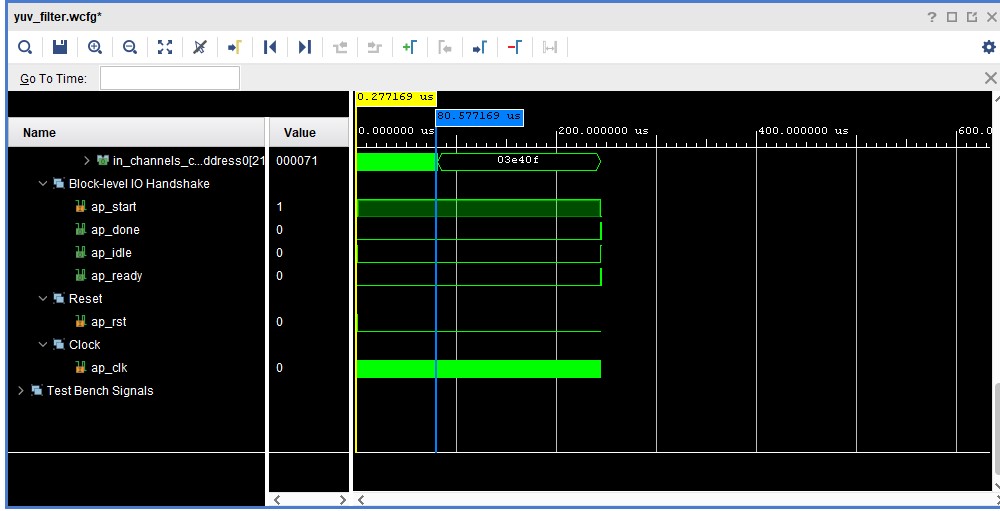 yuv_filter.wcfg*
?
Go To Time:
0.277169 us
80.577169 us
Name
Value
0.000000 us
200.000000 us
400.000000 us
600.0
in_channels_c...ddress0[21
000071
03e40f
Block-level IO Handshake
ap_start
1
ap_done
0
ap_idle
0
ap_ready
0
Reset
ap_rst
0
Clock
ap_clk
0
Test Bench Signals